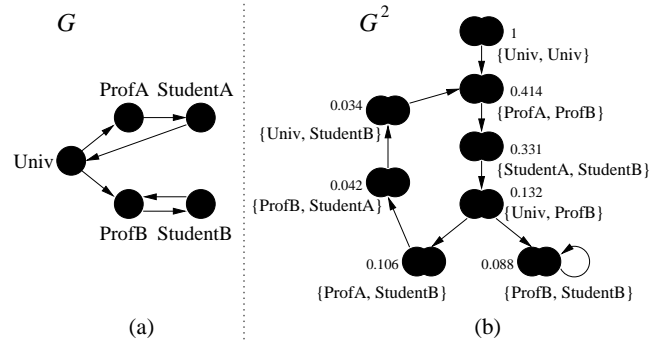 G
ProfA
StudentA
Univ
ProfB
StudentB
(a)
G²
1
{Univ, Univ}
0.414
{ProfA, ProfB}
0.034
{Univ, StudentB}
0.331
{StudentA, StudentB}
0.042
{ProfB, StudentA}
0.132
{Univ, ProfB}
0.106
{ProfA, StudentB}
0.088
{ProfB, StudentB}
(b)